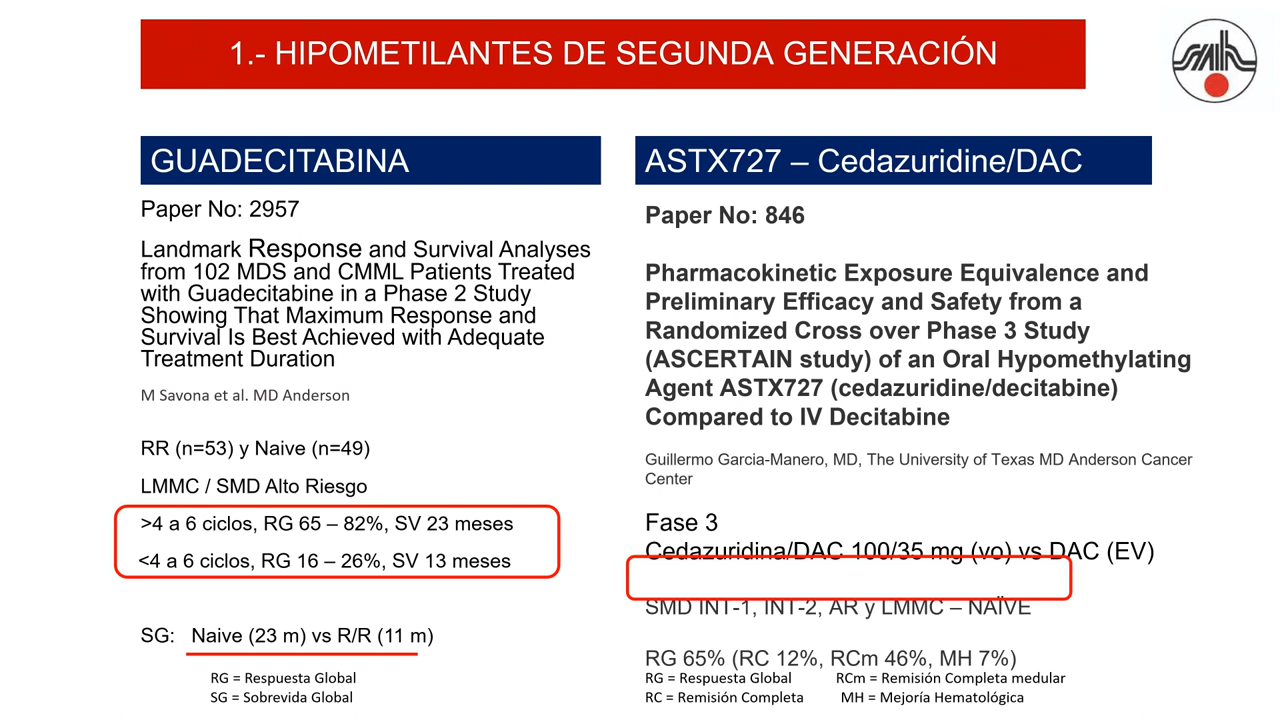 1.- HIPOMETILANTES DE SEGUNDA GENERACIÓN
GUADECITABINA
Paper No: 2957
Landmark Response and Survival Analyses
from 102 MDS and CMML Patients Treated
with Guadecitabine in a Phase 2 Study
Showing That Maximum Response and
Survival Is Best Achieved with Adequate
Treatment Duration
M Savona et al. MD Anderson
RR (n=53) y Naive (n=49)
LMMC / SMD Alto Riesgo
>4 a 6 ciclos, RG 65 – 82%, SV 23 meses
<4 a 6 ciclos, RG 16 – 26%, SV 13 meses
SG: Naive (23 m) vs R/R (11 m)
RG = Respuesta Global
SG = Sobrevida Global
ASTX727 – Cedazuridine/DAC
Paper No: 846
Pharmacokinetic Exposure Equivalence and
Preliminary Efficacy and Safety from a
Randomized Cross over Phase 3 Study
(ASCERTAIN study) of an Oral Hypomethylating
Agent ASTX727 (cedazuridine/decitabine)
Compared to IV Decitabine
Guillermo Garcia-Manero, MD, The University of Texas MD Anderson Cancer
Center
Fase 3
Cedazuridina/DAC 100/35 mg (vo) vs DAC (EV)
SMD INT-1, INT-2, AR y LMMC – NAÏVE
RG 65% (RC 12%, RCm 46%, MH 7%)
RG = Respuesta Global RCm = Remisión Completa medular
RC = Remisión Completa MH = Mejoría Hematológica